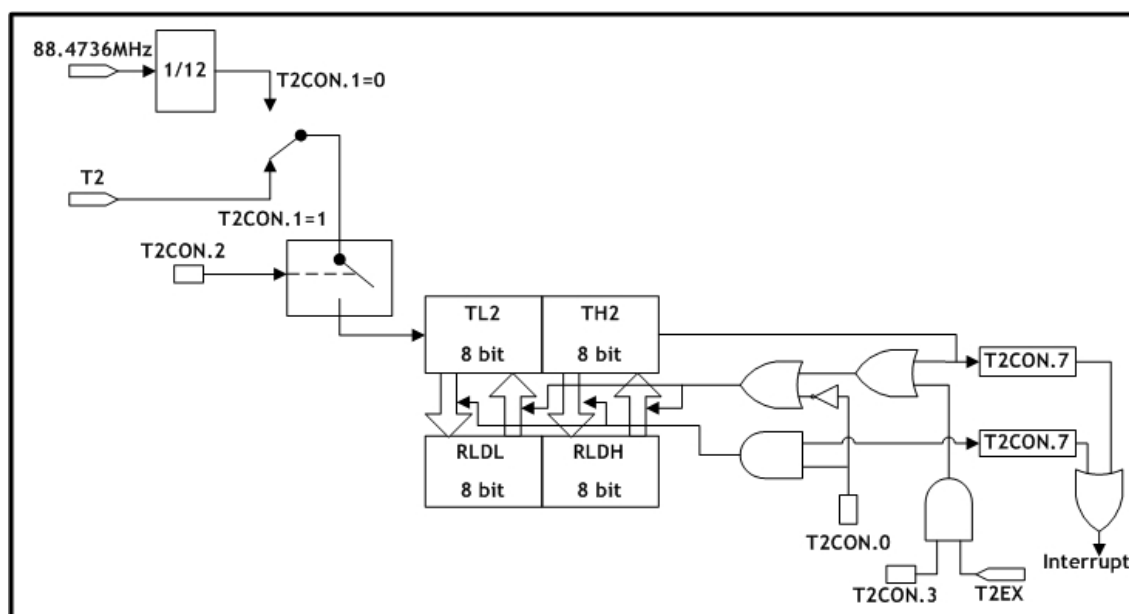 88.4736MHz
1/12
T2CON.1=0
T2
T2CON.1=1
T2CON.2
TL2
TH2
8 bit
8 bit
T2CON.7
T2CON.7
RLDL
RLDH
8 bit
8 bit
T2CON.0
Interrupt
T2CON.3
T2EX